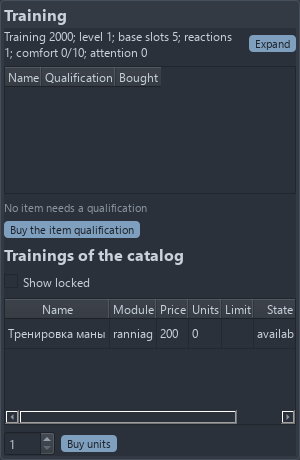 Training
Training 2000; level 1; base slots 5; reactions
1; comfort 0/10; attention 0
Expand
Name Qualification Bought
No item needs a qualification
Buy the item qualification
Trainings of the catalog
Show locked
Name Module Price Units Limit State
Тренировка маны ranniag 200 0 availab
1 Buy units